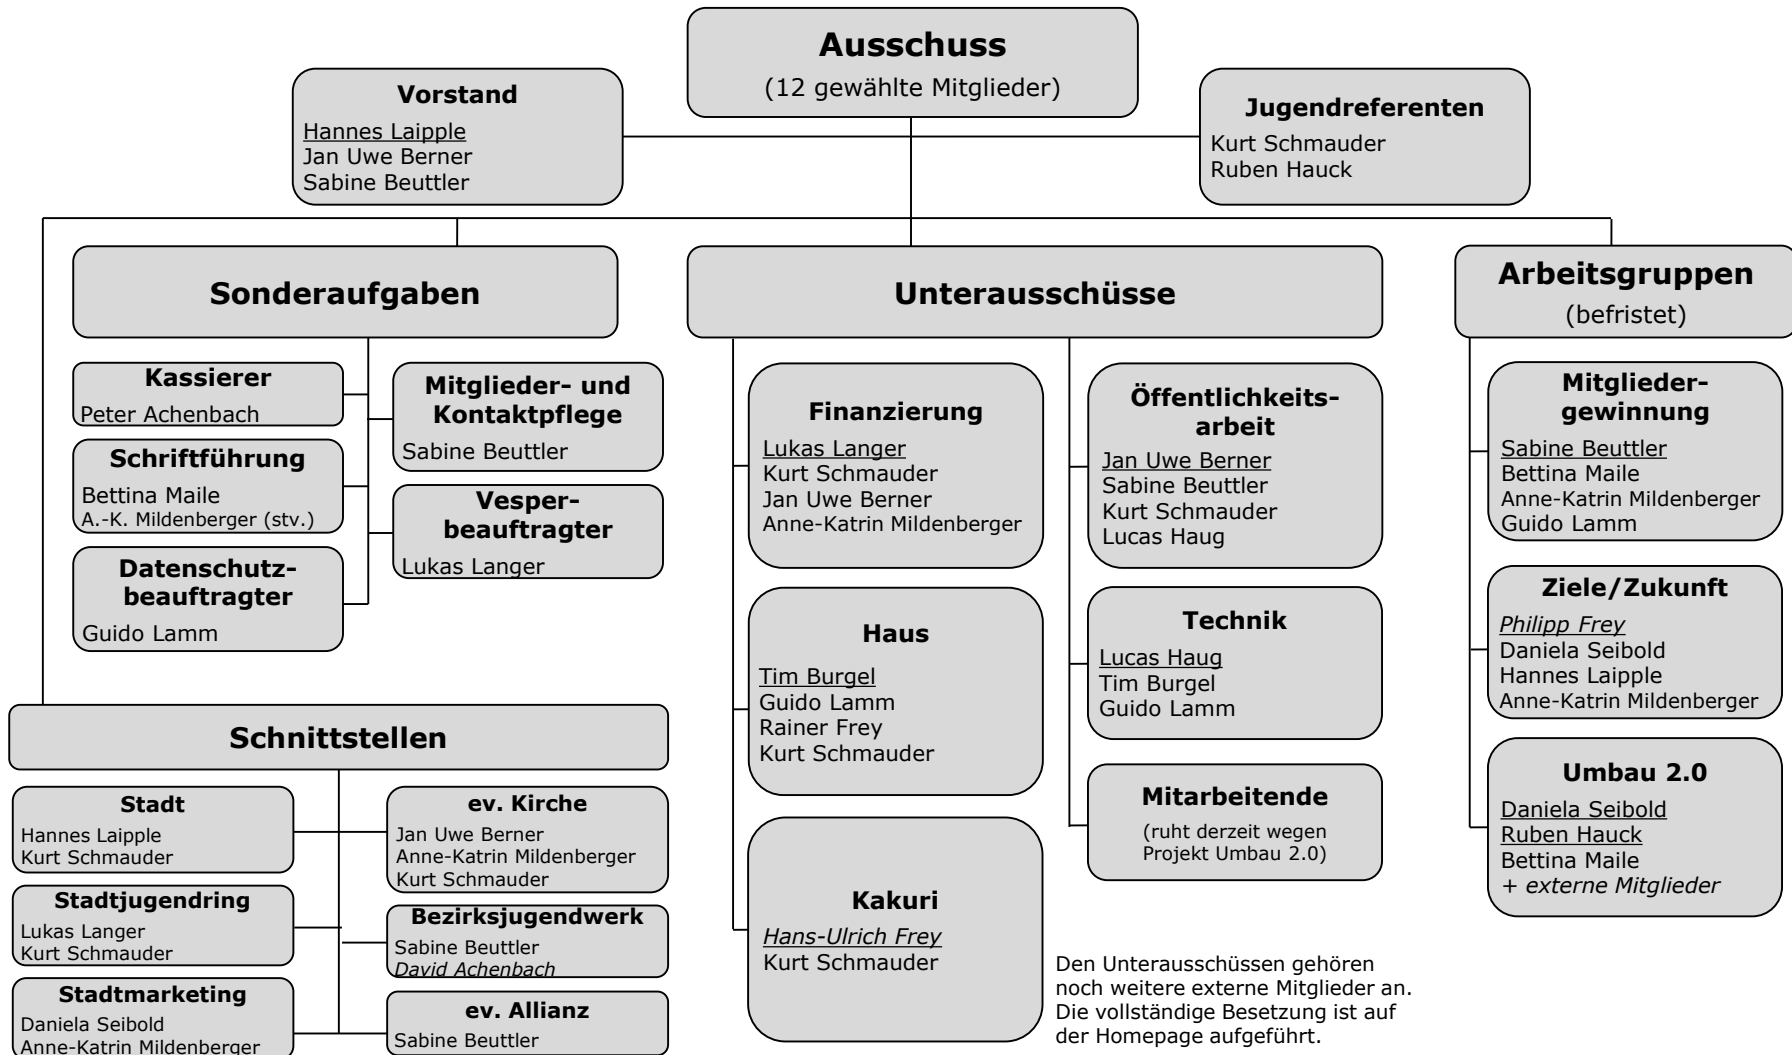 Ausschuss
(12 gewählte Mitglieder)
Vorstand
Hannes Laipple
Jan Uwe Berner
Sabine Beuttler
Jugendreferenten
Kurt Schmauder
Ruben Hauck
Sonderaufgaben
Kassierer
Peter Achenbach
Schriftführung
Bettina Maile
A.-K. Mildenberger (stv.)
Datenschutz-
beauftragter
Guido Lamm
Mitglieder- und
Kontaktpflege
Sabine Beuttler
Vesper-
beauftragter
Lukas Langer
Schnittstellen
Stadt
Hannes Laipple
Kurt Schmauder
Stadtjugendring
Lukas Langer
Kurt Schmauder
Stadtmarketing
Daniela Seibold
Anne-Katrin Mildenberger
ev. Kirche
Jan Uwe Berner
Anne-Katrin Mildenberger
Kurt Schmauder
Bezirksjugendwerk
Sabine Beuttler
David Achenbach
ev. Allianz
Sabine Beuttler
Unterausschüsse
Finanzierung
Lukas Langer
Kurt Schmauder
Jan Uwe Berner
Anne-Katrin Mildenberger
Haus
Tim Burgel
Guido Lamm
Rainer Frey
Kurt Schmauder
Kakuri
Hans-Ulrich Frey
Kurt Schmauder
Öffentlichkeits-
arbeit
Jan Uwe Berner
Sabine Beuttler
Kurt Schmauder
Lucas Haug
Technik
Lucas Haug
Tim Burgel
Guido Lamm
Mitarbeitende
(ruht derzeit wegen
Projekt Umbau 2.0)
Den Unterausschüssen gehören
noch weitere externe Mitglieder an.
Die vollständige Besetzung ist auf
der Homepage aufgeführt.
Arbeitsgruppen
(befristet)
Mitglieder-
gewinnung
Sabine Beuttler
Bettina Maile
Anne-Katrin Mildenberger
Guido Lamm
Ziele/Zukunft
Philipp Frey
Daniela Seibold
Hannes Laipple
Anne-Katrin Mildenberger
Umbau 2.0
Daniela Seibold
Ruben Hauck
Bettina Maile
+ externe Mitglieder